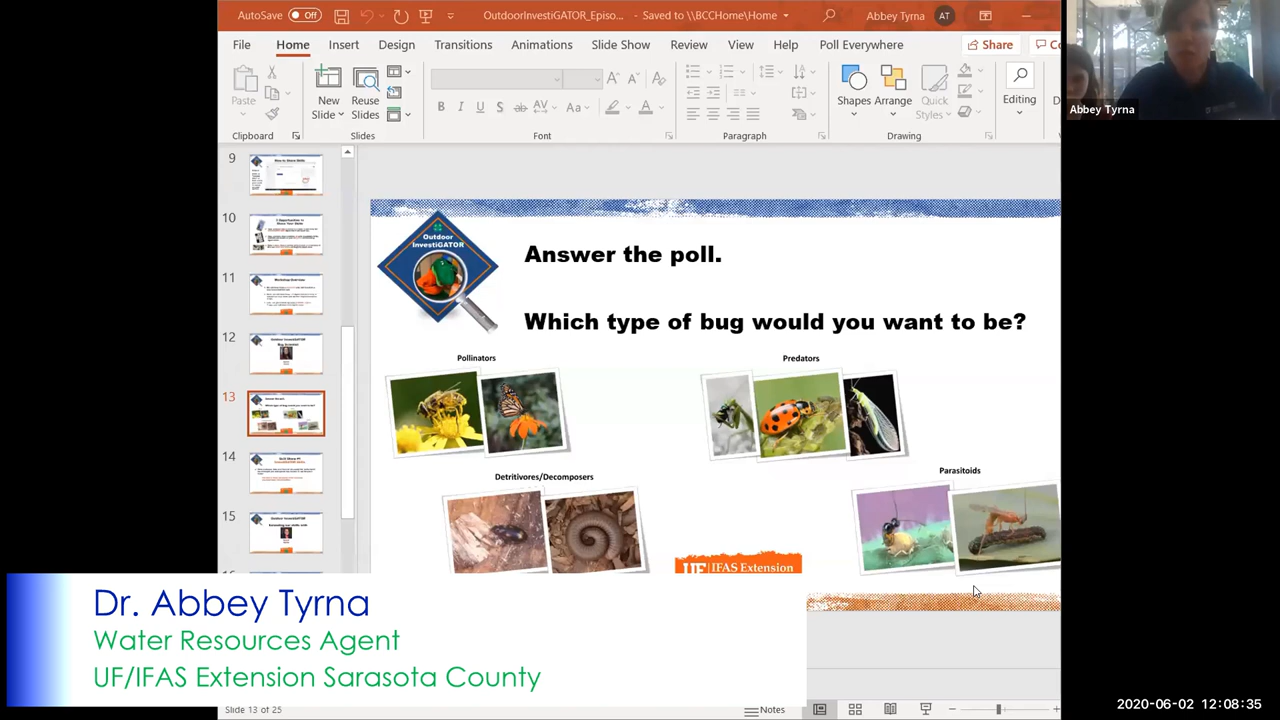 AutoSave Off OutdoorInvestiGATOR_Episo... - Saved to \\BCCHome\Home Abbey Tyrna AT
File Home Insert Design Transitions Animations Slide Show Review View Help Poll Everywhere Share Co
Paste New Slide Reuse Slides B I U S ab AV Aa A A A Shapes Arrange Quick Styles Editing
Clipboard Slides Font Paragraph Drawing
Abbey Tyrna
9
10
11
12
13
14
15
Outdoor
InvestiGATOR
Answer the poll.
Which type of bug would you want to be?
Pollinators
Predators
Detritivores/Decomposers
Parasitoids
UF IFAS Extension
Dr. Abbey Tyrna
Water Resources Agent
UF/IFAS Extension Sarasota County
Slide 13 of 25
Notes
2020-06-02 12:08:35